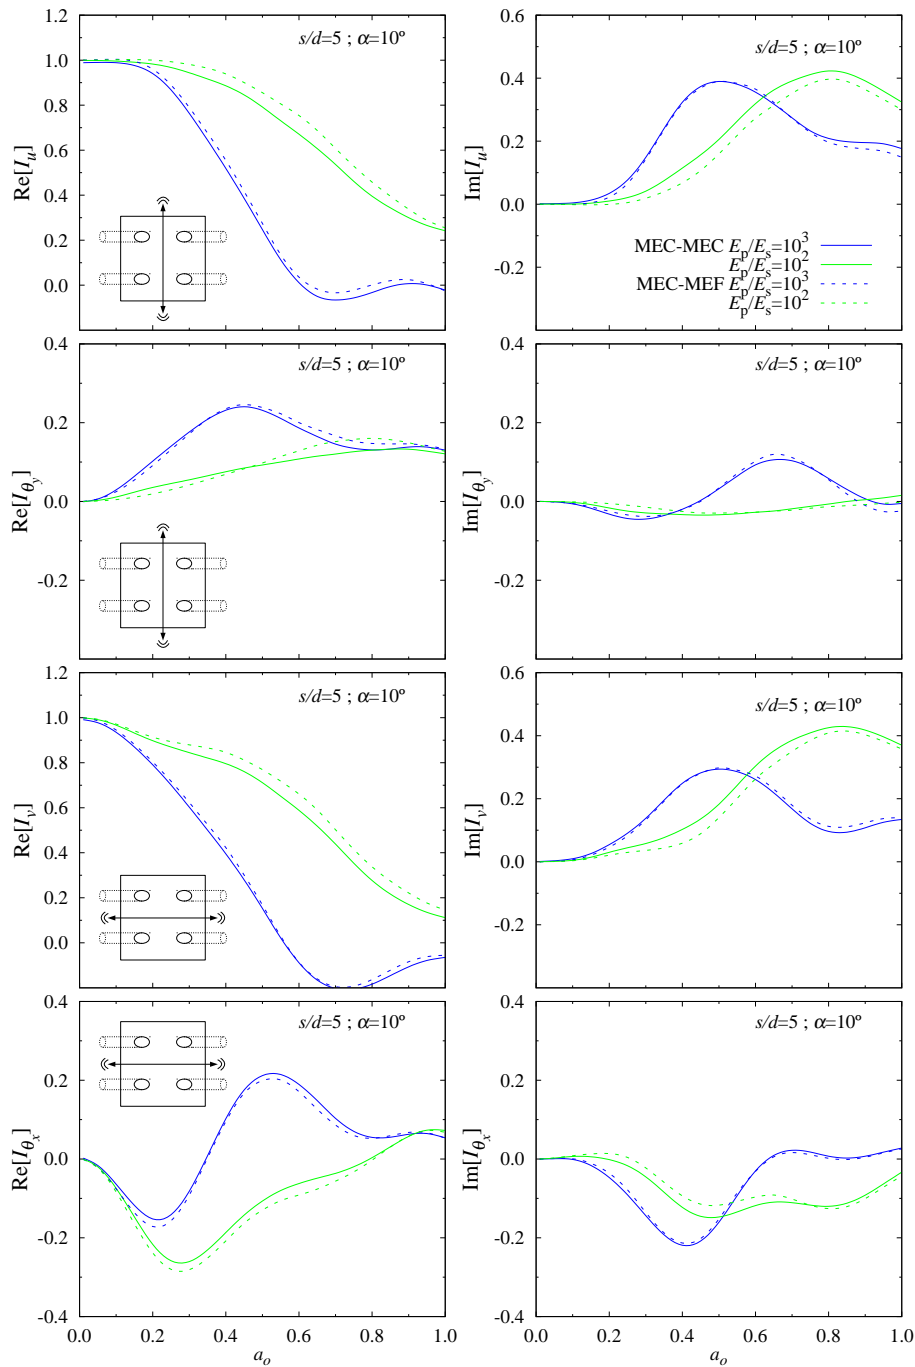 s/d=5 ; α=10º
Re[I_u]
1.2
1.0
0.8
0.6
0.4
0.2
0.0
s/d=5 ; α=10º
Im[I_u]
0.6
0.4
0.2
0.0
-0.2
MEC-MEC E_p/E_s=10^3
E_p/E_s=10^2
MEC-MEF E_p/E_s=10^3
E_p/E_s=10^2
s/d=5 ; α=10º
Re[I_θ_y]
0.4
0.2
0.0
-0.2
s/d=5 ; α=10º
Im[I_θ_y]
0.4
0.2
0.0
-0.2
s/d=5 ; α=10º
Re[I_v]
1.2
1.0
0.8
0.6
0.4
0.2
0.0
s/d=5 ; α=10º
Im[I_v]
0.6
0.4
0.2
0.0
-0.2
s/d=5 ; α=10º
Re[I_θ_x]
0.4
0.2
0.0
-0.2
-0.4
0.0 0.2 0.4 0.6 0.8 1.0
a_o
s/d=5 ; α=10º
Im[I_θ_x]
0.4
0.2
0.0
-0.2
-0.4
0.0 0.2 0.4 0.6 0.8 1.0
a_o